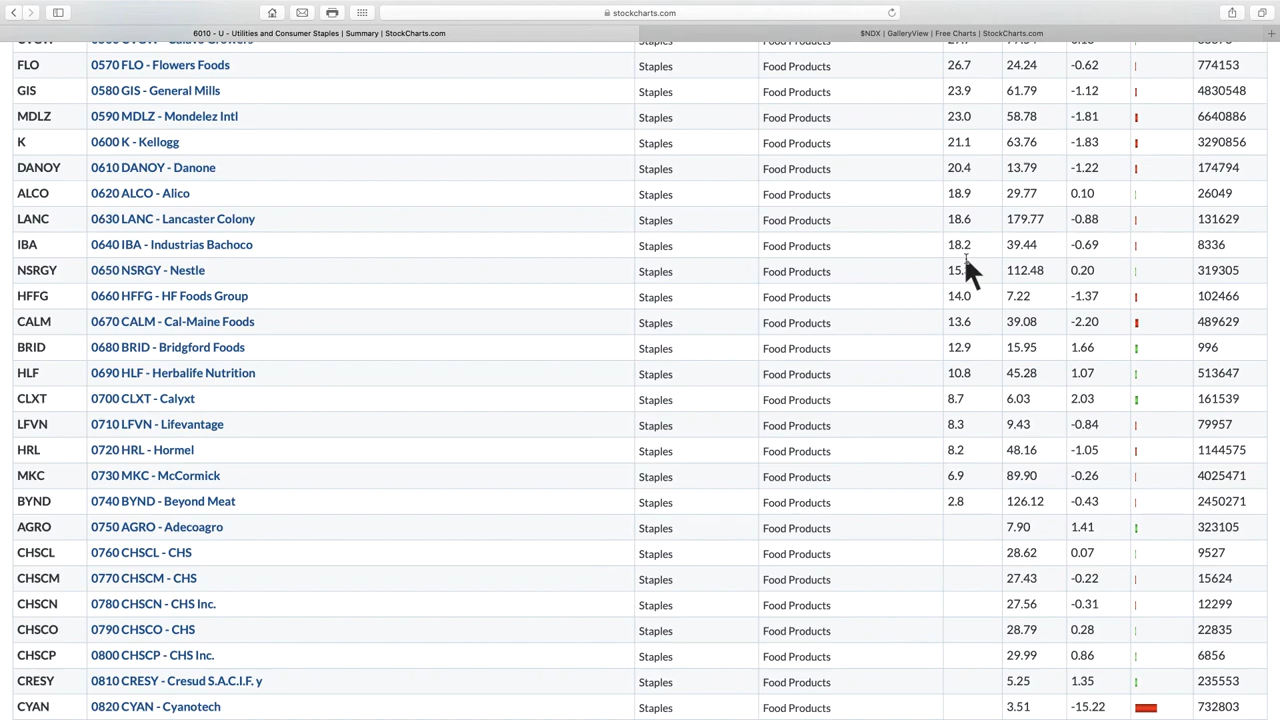 stockcharts.com
6010 - U - Utilities and Consumer Staples | Summary | StockCharts.com
$NDX | GalleryView | Free Charts | StockCharts.com
FLO 0570 FLO - Flowers Foods Staples Food Products 26.7 24.24 -0.62 774153
GIS 0580 GIS - General Mills Staples Food Products 23.9 61.79 -1.12 4830548
MDLZ 0590 MDLZ - Mondelez Intl Staples Food Products 23.0 58.78 -1.81 6640886
K 0600 K - Kellogg Staples Food Products 21.1 63.76 -1.83 3290856
DANOY 0610 DANOY - Danone Staples Food Products 20.4 13.79 -1.22 174794
ALCO 0620 ALCO - Alico Staples Food Products 18.9 29.77 0.10 26049
LANC 0630 LANC - Lancaster Colony Staples Food Products 18.6 179.77 -0.88 131629
IBA 0640 IBA - Industrias Bachoco Staples Food Products 18.2 39.44 -0.69 8336
NSRGY 0650 NSRGY - Nestle Staples Food Products 112.48 0.20 319305
HFFG 0660 HFFG - HF Foods Group Staples Food Products 14.0 7.22 -1.37 102466
CALM 0670 CALM - Cal-Maine Foods Staples Food Products 13.6 39.08 -2.20 489629
BRID 0680 BRID - Bridgford Foods Staples Food Products 12.9 15.95 1.66 996
HLF 0690 HLF - Herbalife Nutrition Staples Food Products 10.8 45.28 1.07 513647
CLXT 0700 CLXT - Calyxt Staples Food Products 8.7 6.03 2.03 161539
LFVN 0710 LFVN - Lifevantage Staples Food Products 8.3 9.43 -0.84 79957
HRL 0720 HRL - Hormel Staples Food Products 8.2 48.16 -1.05 1144575
MKC 0730 MKC - McCormick Staples Food Products 6.9 89.90 -0.26 4025471
BYND 0740 BYND - Beyond Meat Staples Food Products 2.8 126.12 -0.43 2450271
AGRO 0750 AGRO - Adecoagro Staples Food Products 7.90 1.41 323105
CHSCL 0760 CHSCL - CHS Staples Food Products 28.62 0.07 9527
CHSCM 0770 CHSCM - CHS Staples Food Products 27.43 -0.22 15624
CHSCN 0780 CHSCN - CHS Inc. Staples Food Products 27.56 -0.31 12299
CHSCO 0790 CHSCO - CHS Staples Food Products 28.79 0.28 22835
CHSCP 0800 CHSCP - CHS Inc. Staples Food Products 29.99 0.86 6856
CRESY 0810 CRESY - Cresud S.A.C.I.F. y Staples Food Products 5.25 1.35 235553
CYAN 0820 CYAN - Cyanotech Staples Food Products 3.51 -15.22 732803